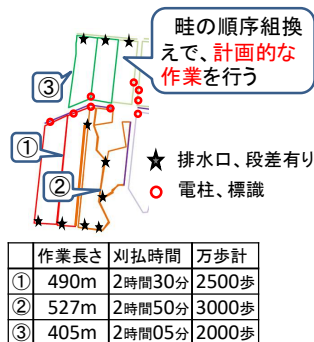 畦の順序組換
えで、計画的な
作業を行う
③
①
②
排水口、段差有り
電柱、標識
作業長さ 刈払時間 万歩計
① 490m 2時間30分 2500歩
② 527m 2時間50分 3000歩
③ 405m 2時間05分 2000歩